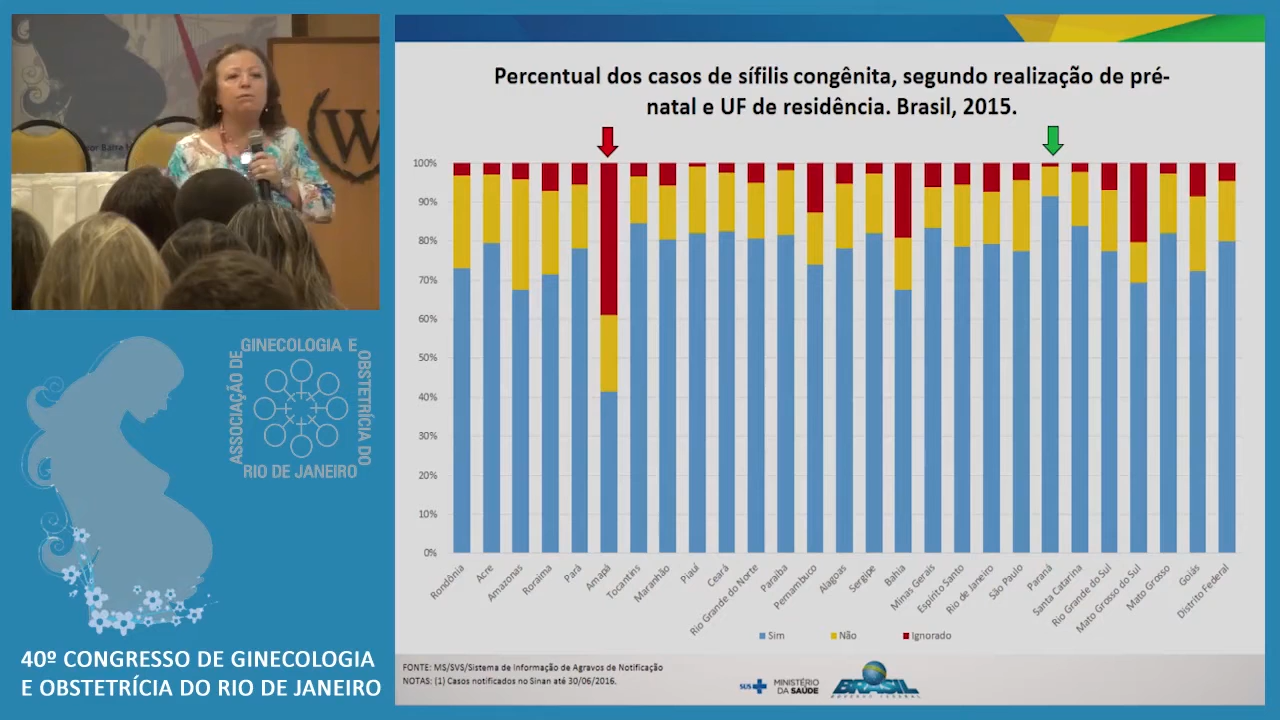 Percentual dos casos de sífilis congênita, segundo realização de pré-
natal e UF de residência. Brasil, 2015.
100%
90%
80%
70%
60%
50%
40%
30%
20%
10%
0%
Rondônia
Acre
Amazonas
Roraima
Pará
Amapá
Tocantins
Maranhão
Piauí
Ceará
Rio Grande do Norte
Paraíba
Pernambuco
Alagoas
Sergipe
Bahia
Minas Gerais
Espírito Santo
Rio de Janeiro
São Paulo
Paraná
Santa Catarina
Rio Grande do Sul
Mato Grosso do Sul
Mato Grosso
Goiás
Distrito Federal
Sim
Não
Ignorado
FONTE: MS/SVS/Sistema de Informação de Agravos de Notificação
NOTAS: (1) Casos notificados no Sinan até 30/06/2016.
SUS
MINISTÉRIO
DA SAÚDE
BRASIL
GOVERNO FEDERAL
W
ASSOCIAÇÃO DE
GINECOLOGIA E
OBSTETRÍCIA DO
RIO DE JANEIRO
40º CONGRESSO DE GINECOLOGIA
E OBSTETRÍCIA DO RIO DE JANEIRO